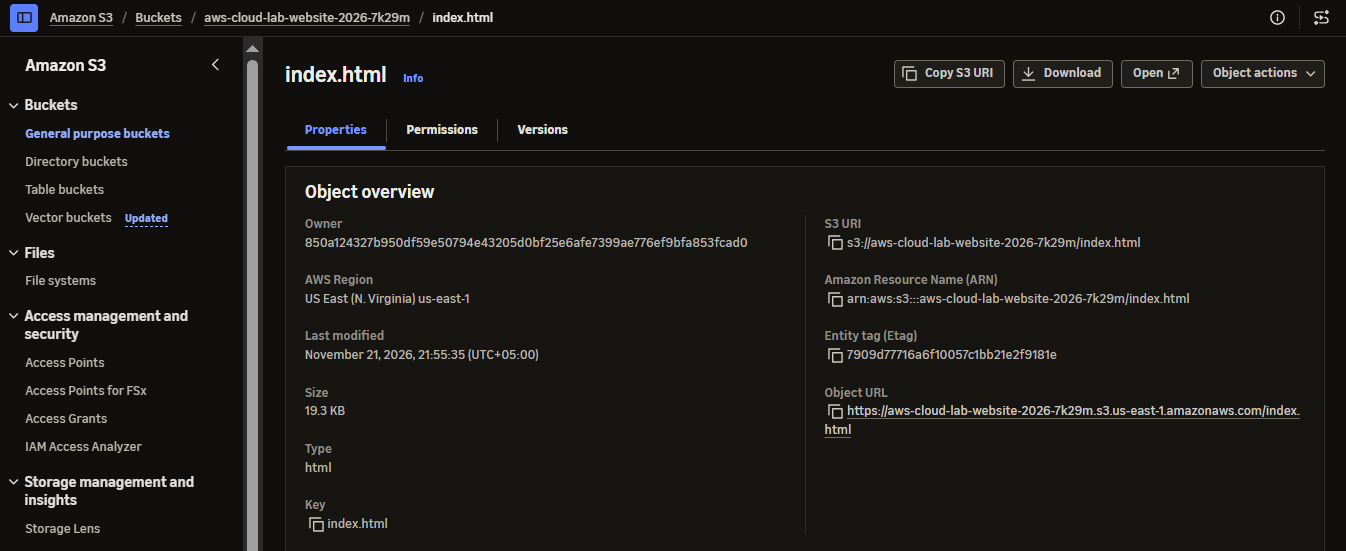 Amazon S3 / Buckets / aws-cloud-lab-website-2026-7k29m / index.html
Amazon S3
Buckets
General purpose buckets
Directory buckets
Table buckets
Vector buckets Updated
Files
File systems
Access management and
security
Access Points
Access Points for FSx
Access Grants
IAM Access Analyzer
Storage management and
insights
Storage Lens
index.html Info
Copy S3 URI Download Open Object actions
Properties Permissions Versions
Object overview
Owner
850a124327b950df59e50794e43205d0bf25e6afe7399ae776ef9bfa853fcad0
AWS Region
US East (N. Virginia) us-east-1
Last modified
November 21, 2026, 21:55:35 (UTC+05:00)
Size
19.3 KB
Type
html
Key
index.html
S3 URI
s3://aws-cloud-lab-website-2026-7k29m/index.html
Amazon Resource Name (ARN)
arn:aws:s3:::aws-cloud-lab-website-2026-7k29m/index.html
Entity tag (Etag)
7909d77716a6f10057c1bb21e2f9181e
Object URL
https://aws-cloud-lab-website-2026-7k29m.s3.us-east-1.amazonaws.com/index.
html